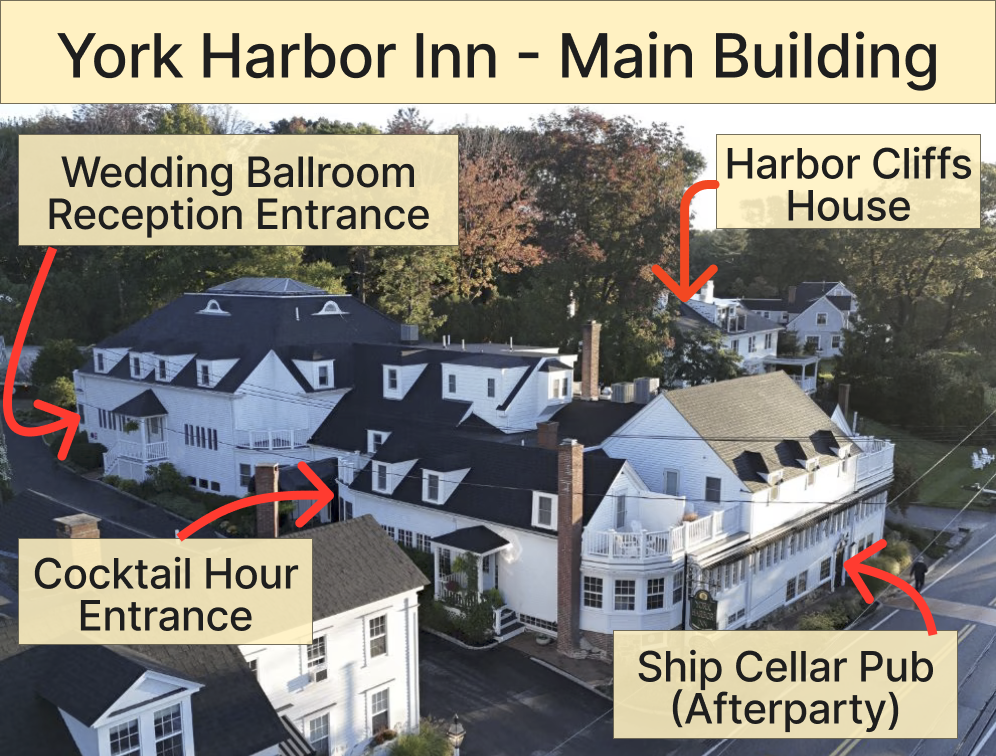 York Harbor Inn - Main Building
Wedding Ballroom
Reception Entrance
Harbor Cliffs
House
Cocktail Hour
Entrance
Ship Cellar Pub
(Afterparty)